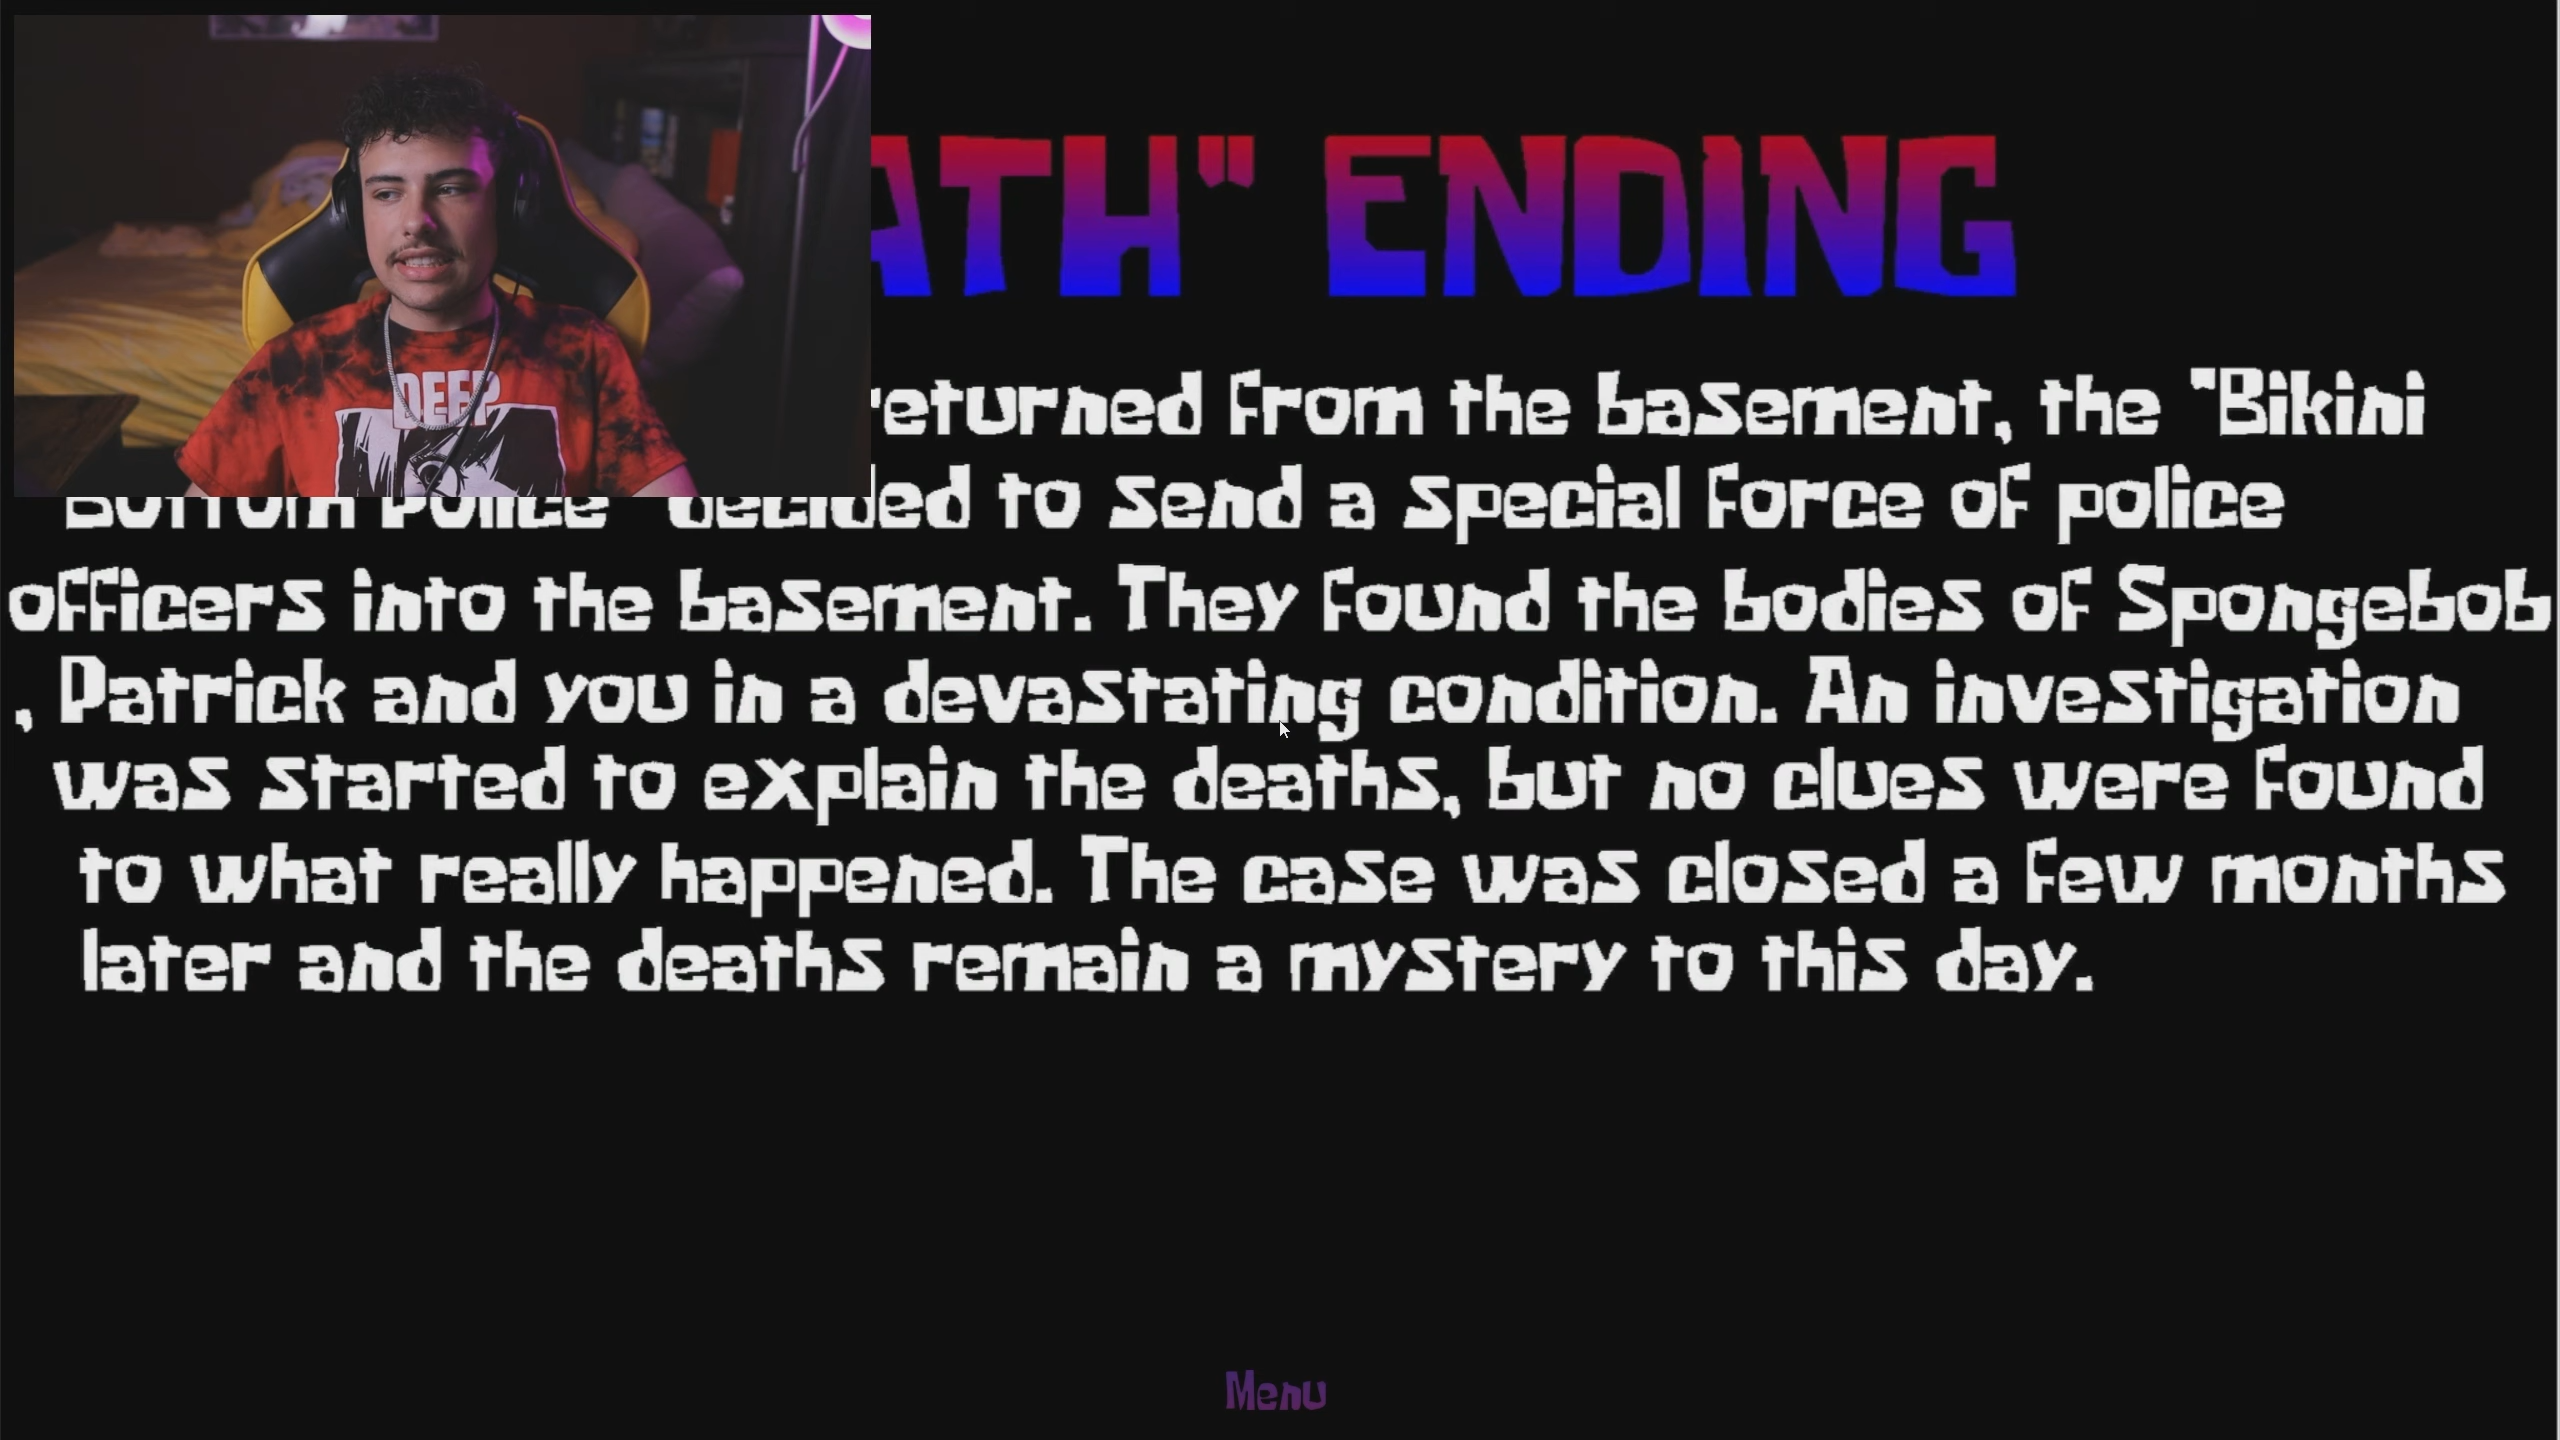 DEEP
ATH" ENDING
returned from the basement, the "Bikini
Bottom Police" decided to send a special force of police
officers into the basement. They found the bodies of Spongebob
, Patrick and you in a devastating condition. An investigation
was started to explain the deaths, but no clues were found
to what really happened. The case was closed a few months
later and the deaths remain a mystery to this day.
Menu